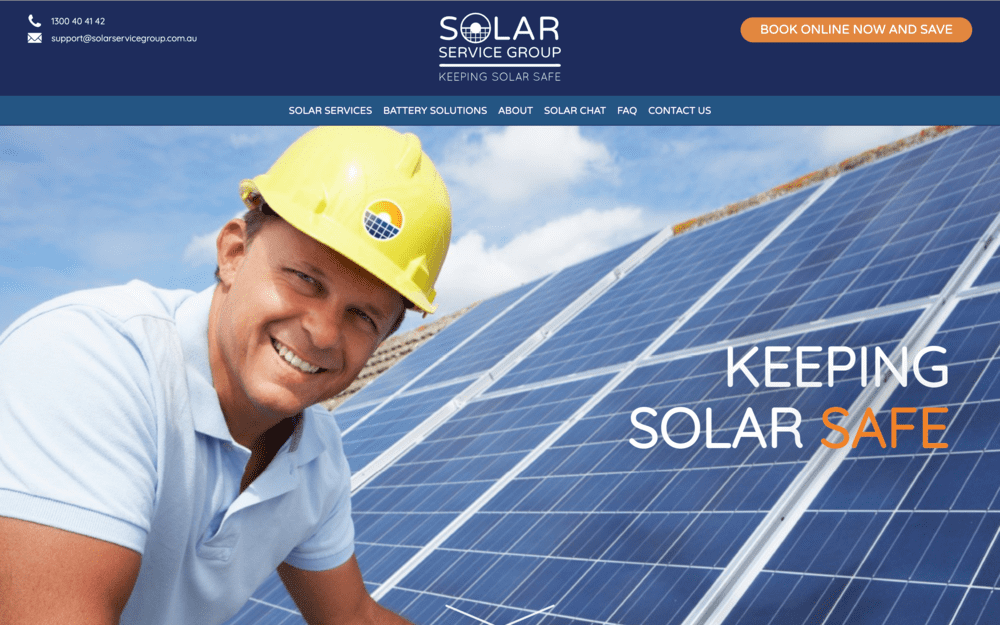 1300 40 41 42
support@solarservicegroup.com.au
SOLAR
SERVICE GROUP
KEEPING SOLAR SAFE
BOOK ONLINE NOW AND SAVE
SOLAR SERVICES BATTERY SOLUTIONS ABOUT SOLAR CHAT FAQ CONTACT US
KEEPING
SOLAR SAFE